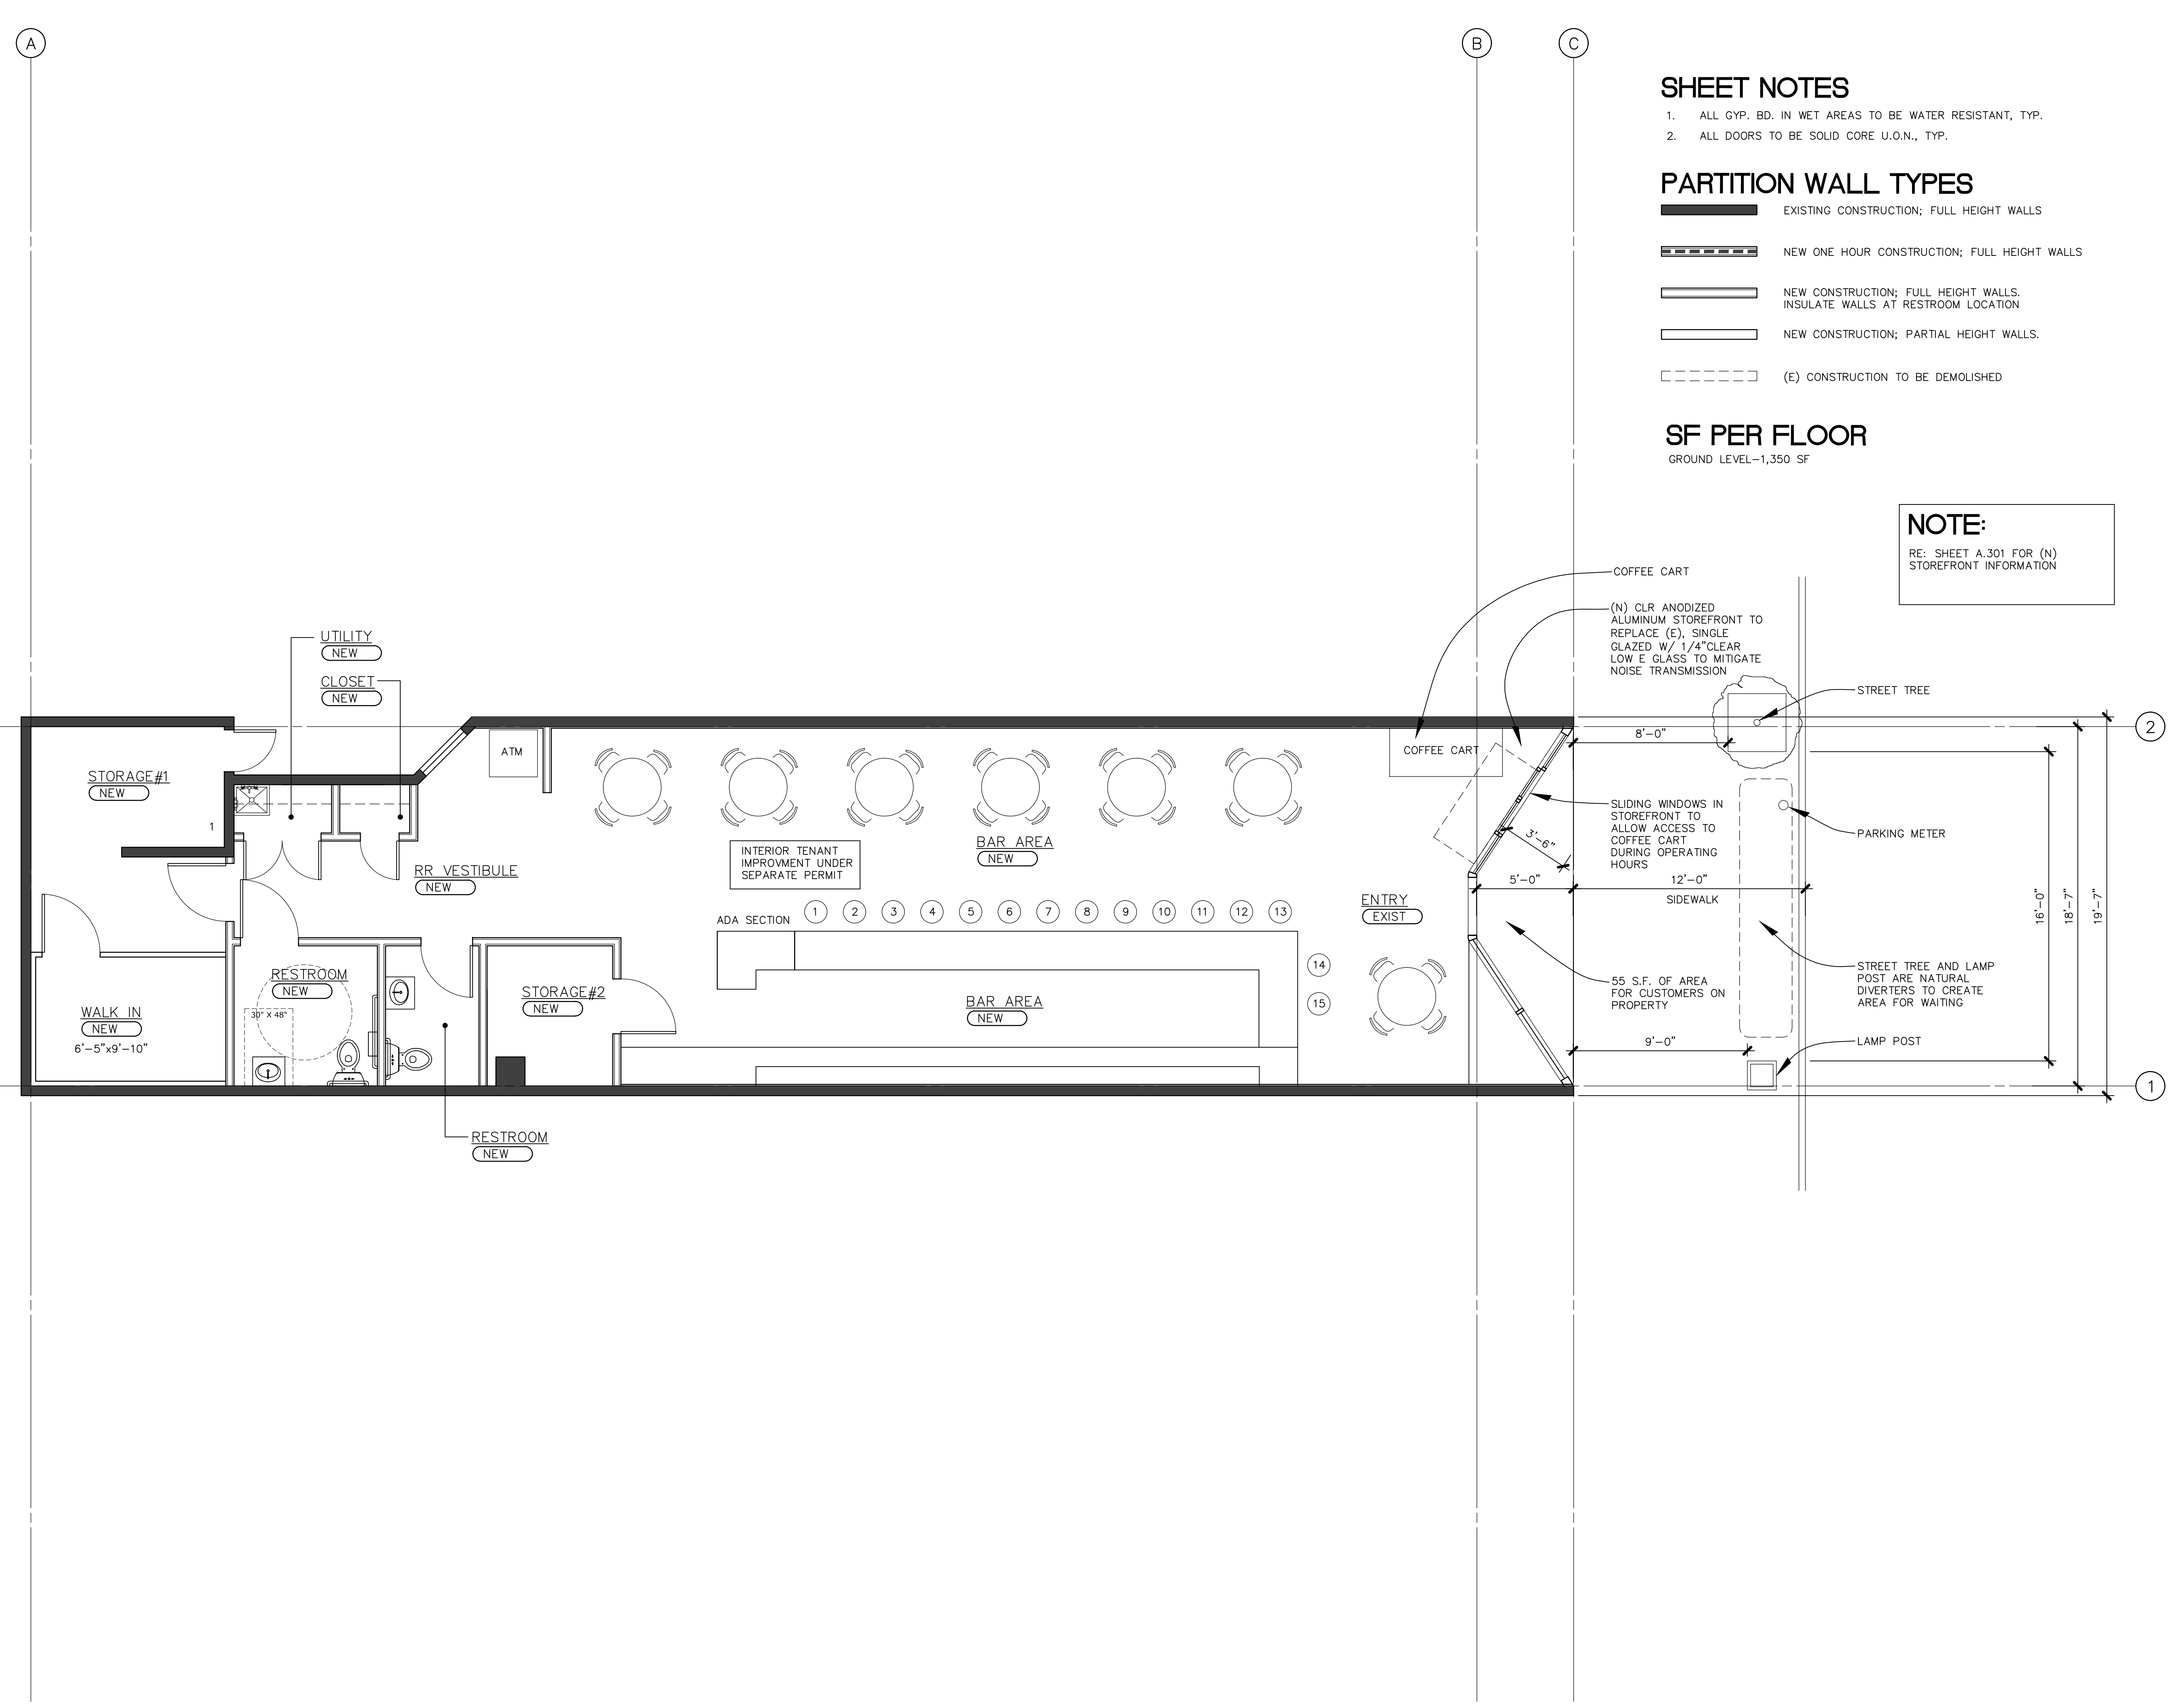 A
B
C
SHEET NOTES
1. ALL GYP. BD. IN WET AREAS TO BE WATER RESISTANT, TYP.
2. ALL DOORS TO BE SOLID CORE U.O.N., TYP.
PARTITION WALL TYPES
EXISTING CONSTRUCTION; FULL HEIGHT WALLS
NEW ONE HOUR CONSTRUCTION; FULL HEIGHT WALLS
NEW CONSTRUCTION; FULL HEIGHT WALLS.
INSULATE WALLS AT RESTROOM LOCATION
NEW CONSTRUCTION; PARTIAL HEIGHT WALLS.
(E) CONSTRUCTION TO BE DEMOLISHED
SF PER FLOOR
GROUND LEVEL-1,350 SF
NOTE:
RE: SHEET A.301 FOR (N)
STOREFRONT INFORMATION
COFFEE CART
(N) CLR ANODIZED
ALUMINUM STOREFRONT TO
REPLACE (E), SINGLE
GLAZED W/ 1/4"CLEAR
LOW E GLASS TO MITIGATE
NOISE TRANSMISSION
STREET TREE
UTILITY
NEW
CLOSET
NEW
8'-0"
2
ATM
COFFEE CART
STORAGE#1
NEW
1
SLIDING WINDOWS IN
STOREFRONT TO
ALLOW ACCESS TO
COFFEE CART
DURING OPERATING
HOURS
3'-6"
PARKING METER
BAR AREA
NEW
INTERIOR TENANT
IMPROVMENT UNDER
SEPARATE PERMIT
RR VESTIBULE
NEW
5'-0"
12'-0"
SIDEWALK
16'-0"
18'-7"
19'-7"
ENTRY
EXIST
ADA SECTION
1 2 3 4 5 6 7 8 9 10 11 12 13
14
15
RESTROOM
NEW
30" X 48"
STORAGE#2
NEW
BAR AREA
NEW
55 S.F. OF AREA
FOR CUSTOMERS ON
PROPERTY
STREET TREE AND LAMP
POST ARE NATURAL
DIVERTERS TO CREATE
AREA FOR WAITING
WALK IN
NEW
6'-5"x9'-10"
9'-0"
LAMP POST
1
RESTROOM
NEW